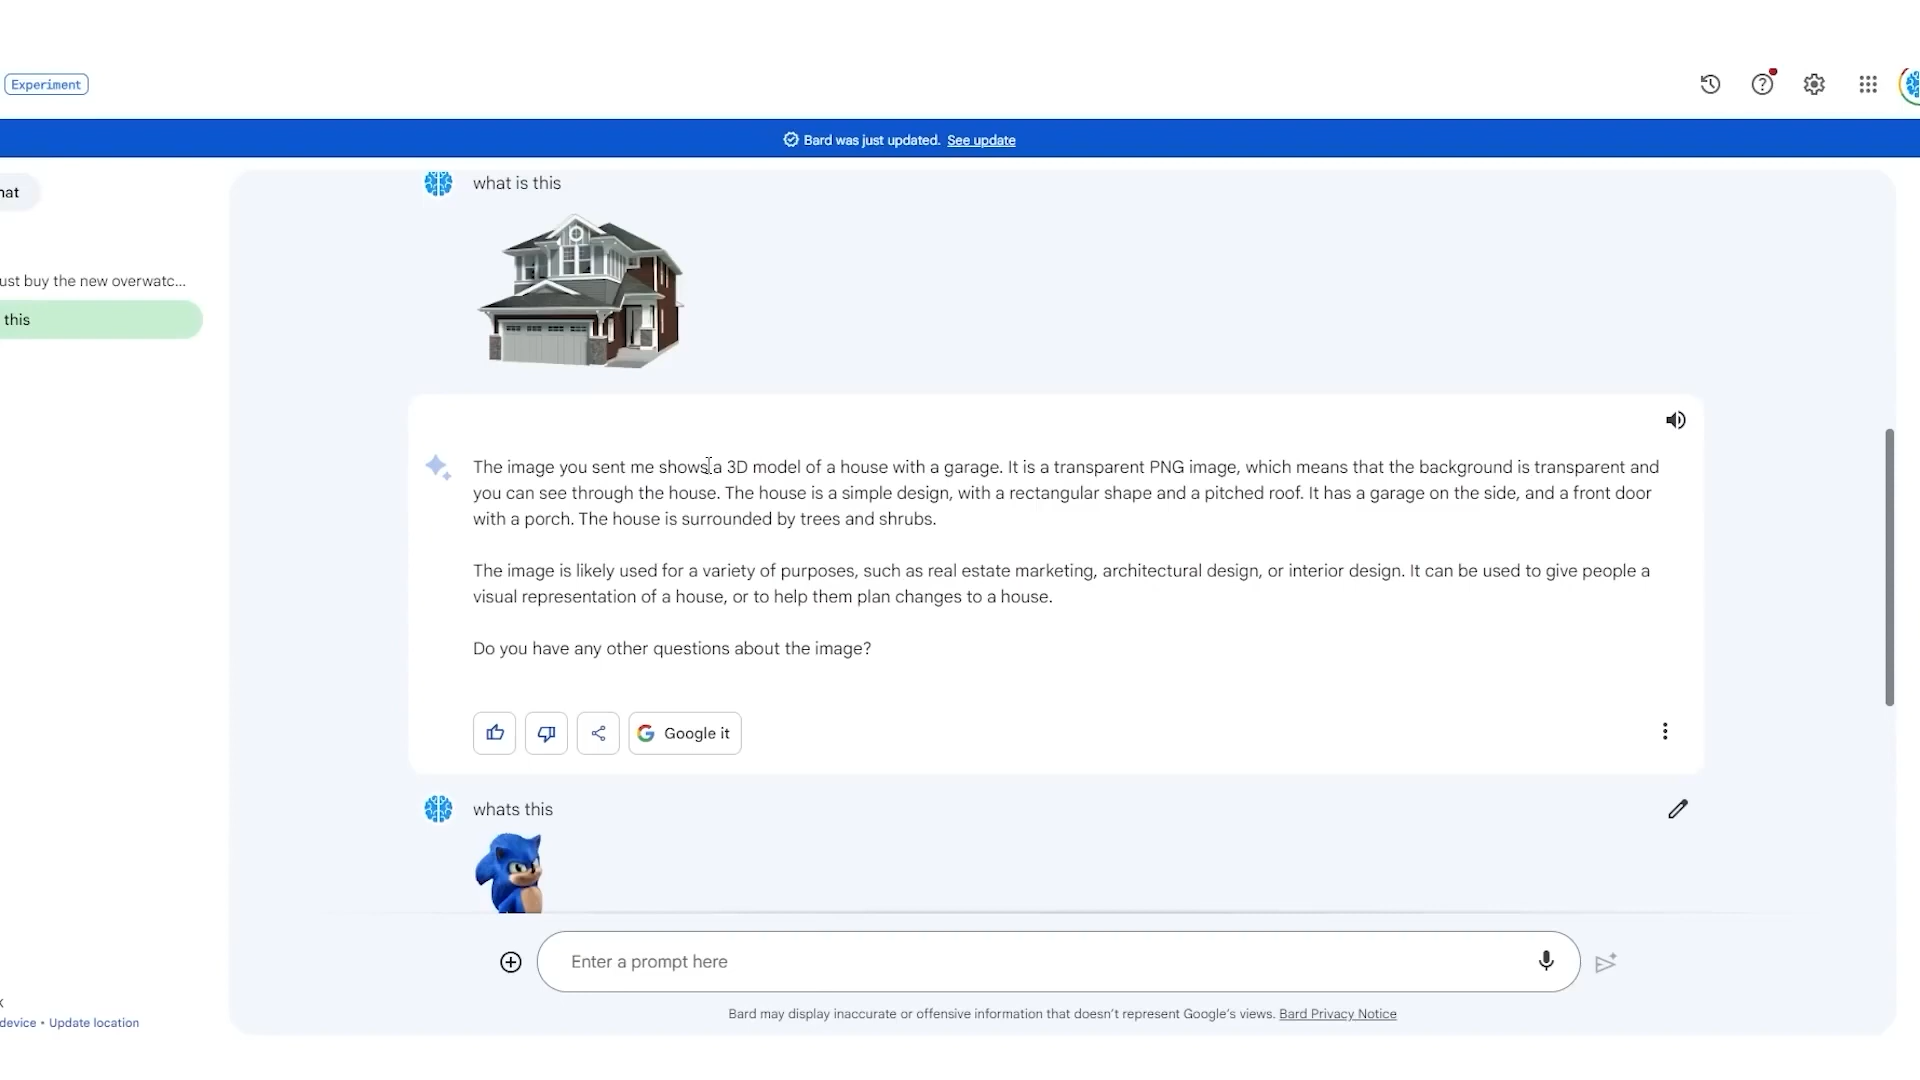 Experiment
Bard was just updated. See update
hat
ust buy the new overwatc...
this
what is this
The image you sent me shows a 3D model of a house with a garage. It is a transparent PNG image, which means that the background is transparent and
you can see through the house. The house is a simple design, with a rectangular shape and a pitched roof. It has a garage on the side, and a front door
with a porch. The house is surrounded by trees and shrubs.
The image is likely used for a variety of purposes, such as real estate marketing, architectural design, or interior design. It can be used to give people a
visual representation of a house, or to help them plan changes to a house.
Do you have any other questions about the image?
Google it
whats this
Enter a prompt here
Bard may display inaccurate or offensive information that doesn't represent Google's views. Bard Privacy Notice
x
device • Update location